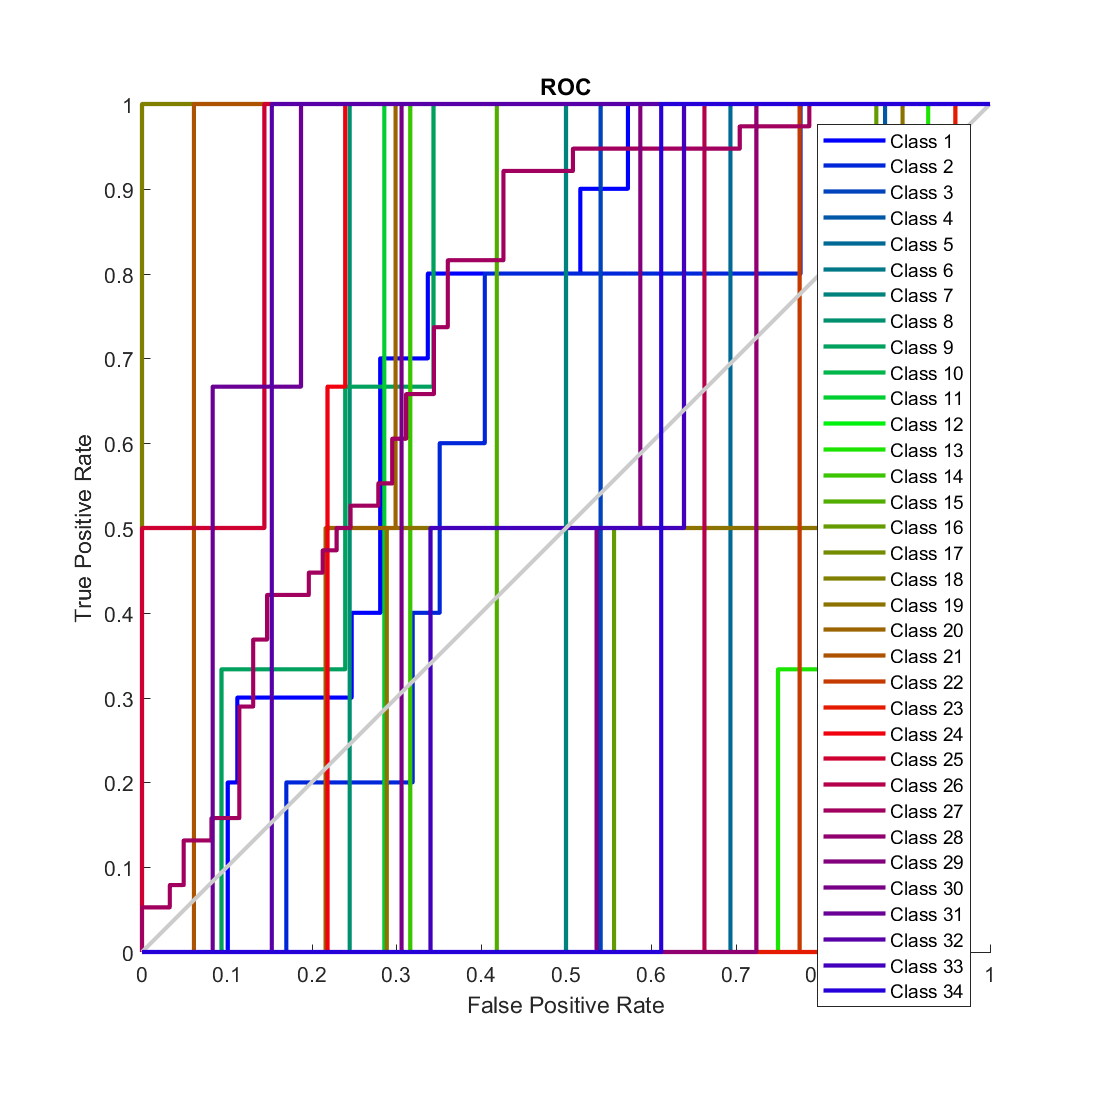 ROC
1
0.9
0.8
0.7
0.6
0.5
0.4
0.3
0.2
0.1
0
True Positive Rate
0 0.1 0.2 0.3 0.4 0.5 0.6 0.7 1
False Positive Rate
Class 1
Class 2
Class 3
Class 4
Class 5
Class 6
Class 7
Class 8
Class 9
Class 10
Class 11
Class 12
Class 13
Class 14
Class 15
Class 16
Class 17
Class 18
Class 19
Class 20
Class 21
Class 22
Class 23
Class 24
Class 25
Class 26
Class 27
Class 28
Class 29
Class 30
Class 31
Class 32
Class 33
Class 34